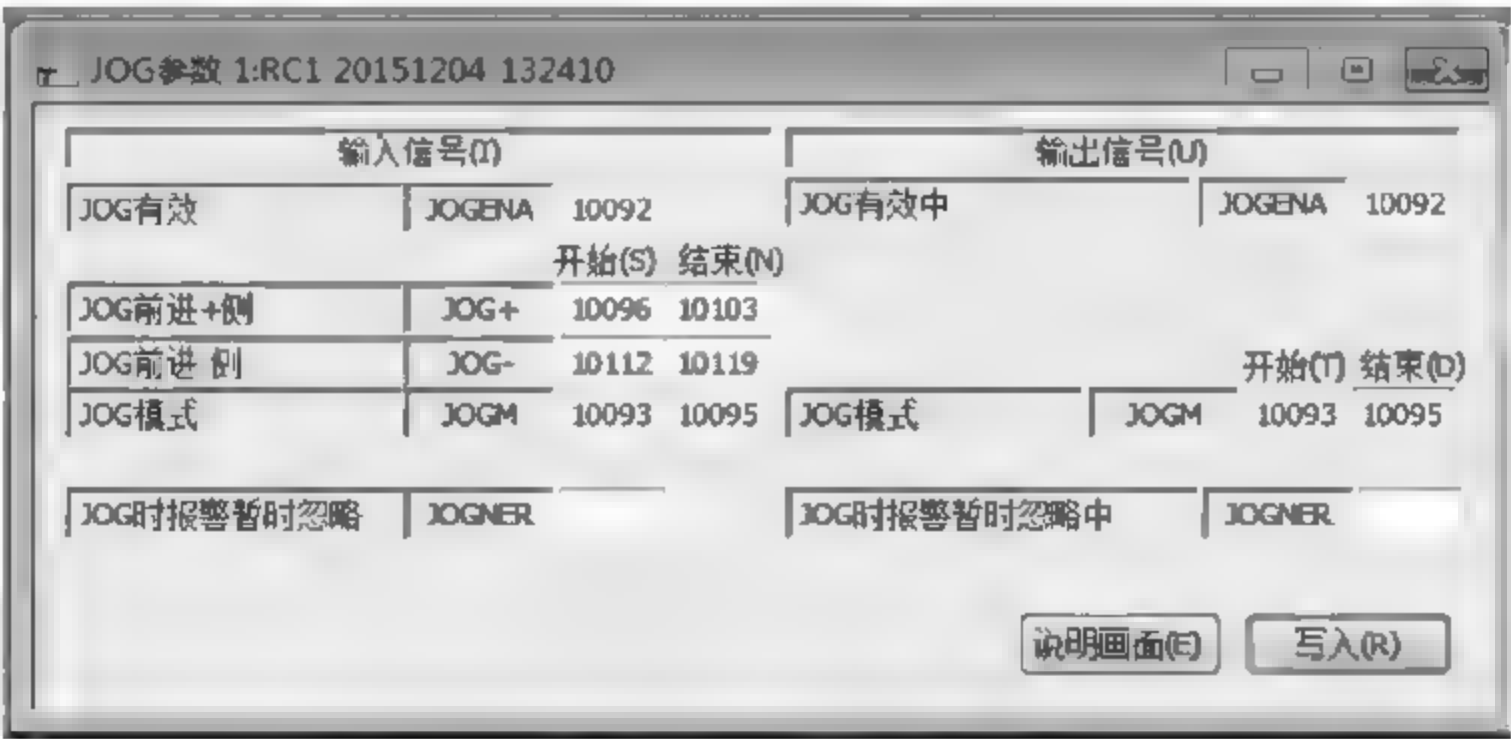 JOG参数 1:RC1 20151204 132410
输入信号(I) 输出信号(U)
JOG有效 JOGENA 10092 JOG有效中 JOGENA 10092
开始(S) 结束(N)
JOG前进+侧 JOG+ 10096 10103
JOG前进 侧 JOG- 10112 10119 开始(T) 结束(D)
JOG模式 JOGM 10093 10095 JOG模式 JOGM 10093 10095
JOG时报警暂时忽略 JOGNER JOG时报警暂时忽略中 JOGNER
说明画面(E) 写入(R)